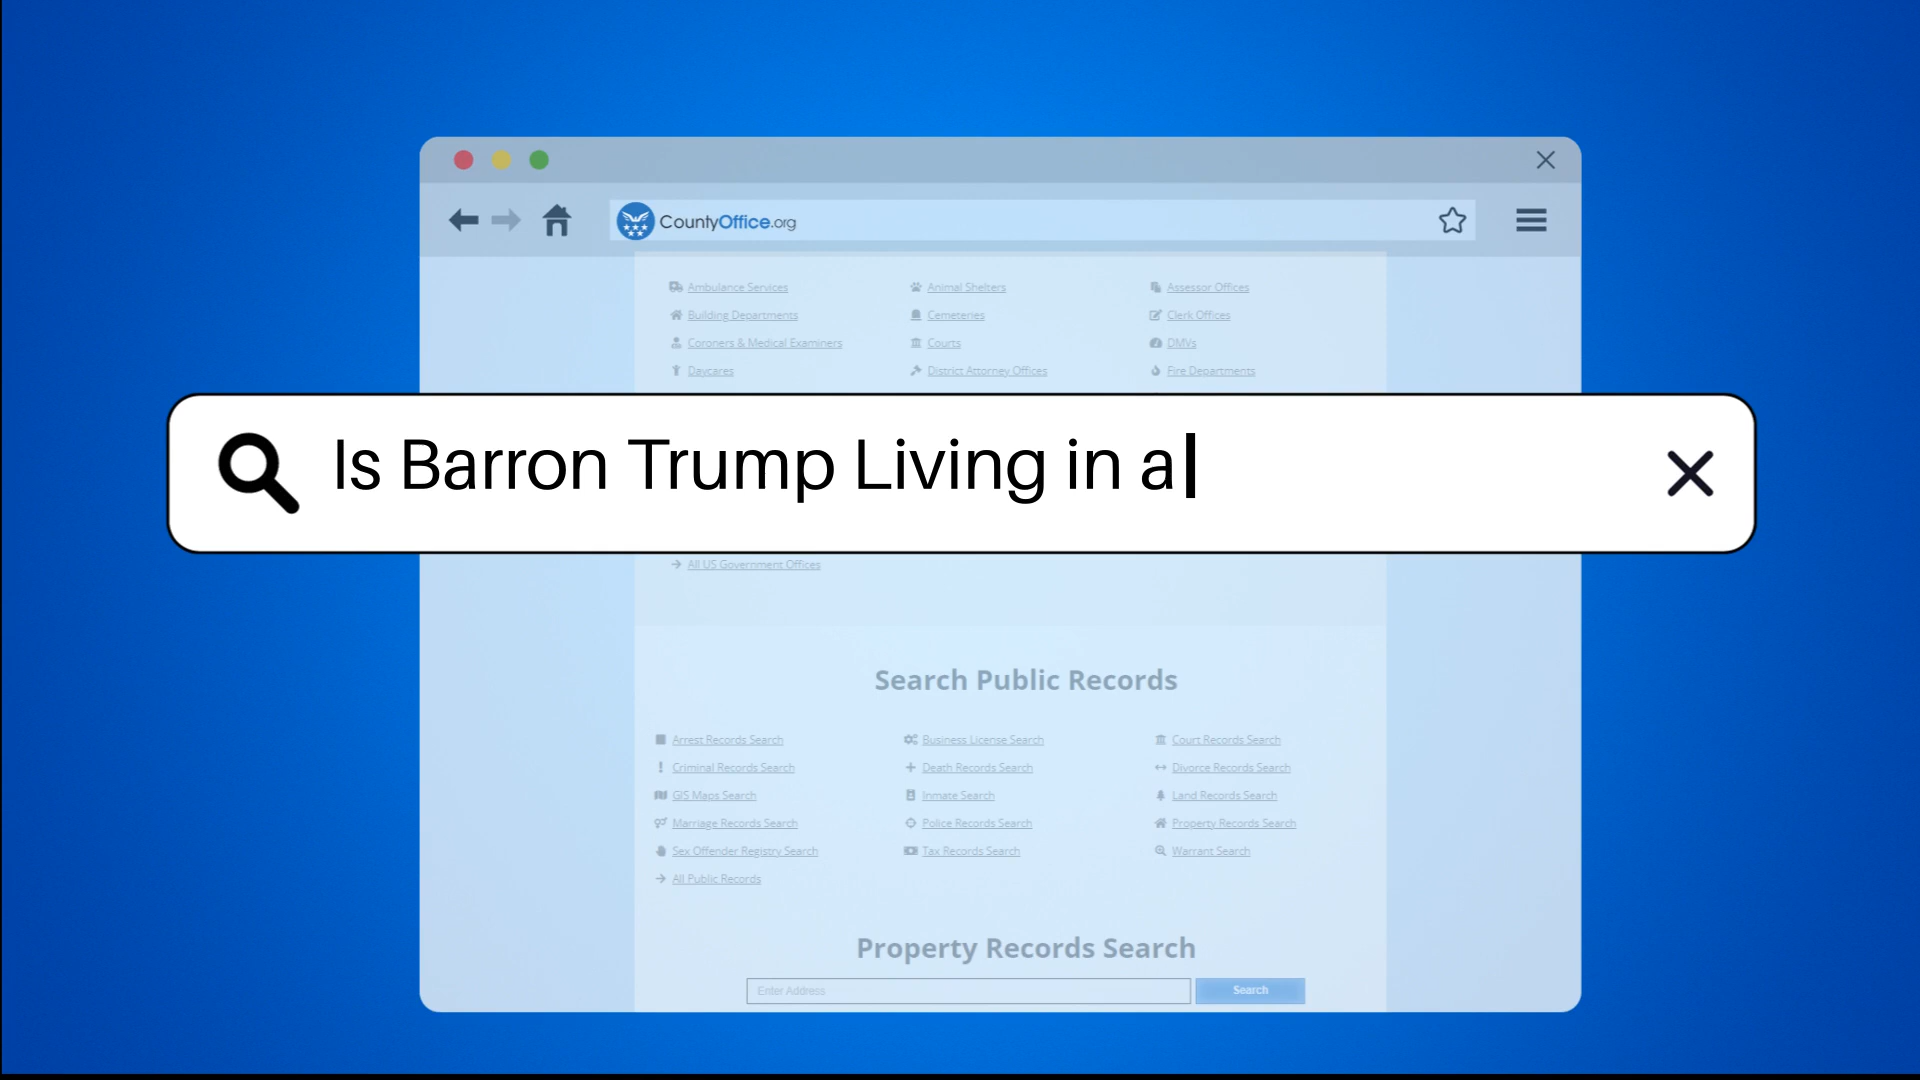 CountyOffice.org
Ambulance Services Animal Shelters Assessor Offices
Building Departments Cemeteries Clerk Offices
Coroners & Medical Examiners Courts DMVs
Daycares District Attorney Offices Fire Departments
Is Barron Trump Living in a
All US Government Offices
Search Public Records
Arrest Records Search Business License Search Court Records Search
Criminal Records Search Death Records Search Divorce Records Search
GIS Maps Search Inmate Search Land Records Search
Marriage Records Search Police Records Search Property Records Search
Sex Offender Registry Search Tax Records Search Warrant Search
All Public Records
Property Records Search
Enter Address Search